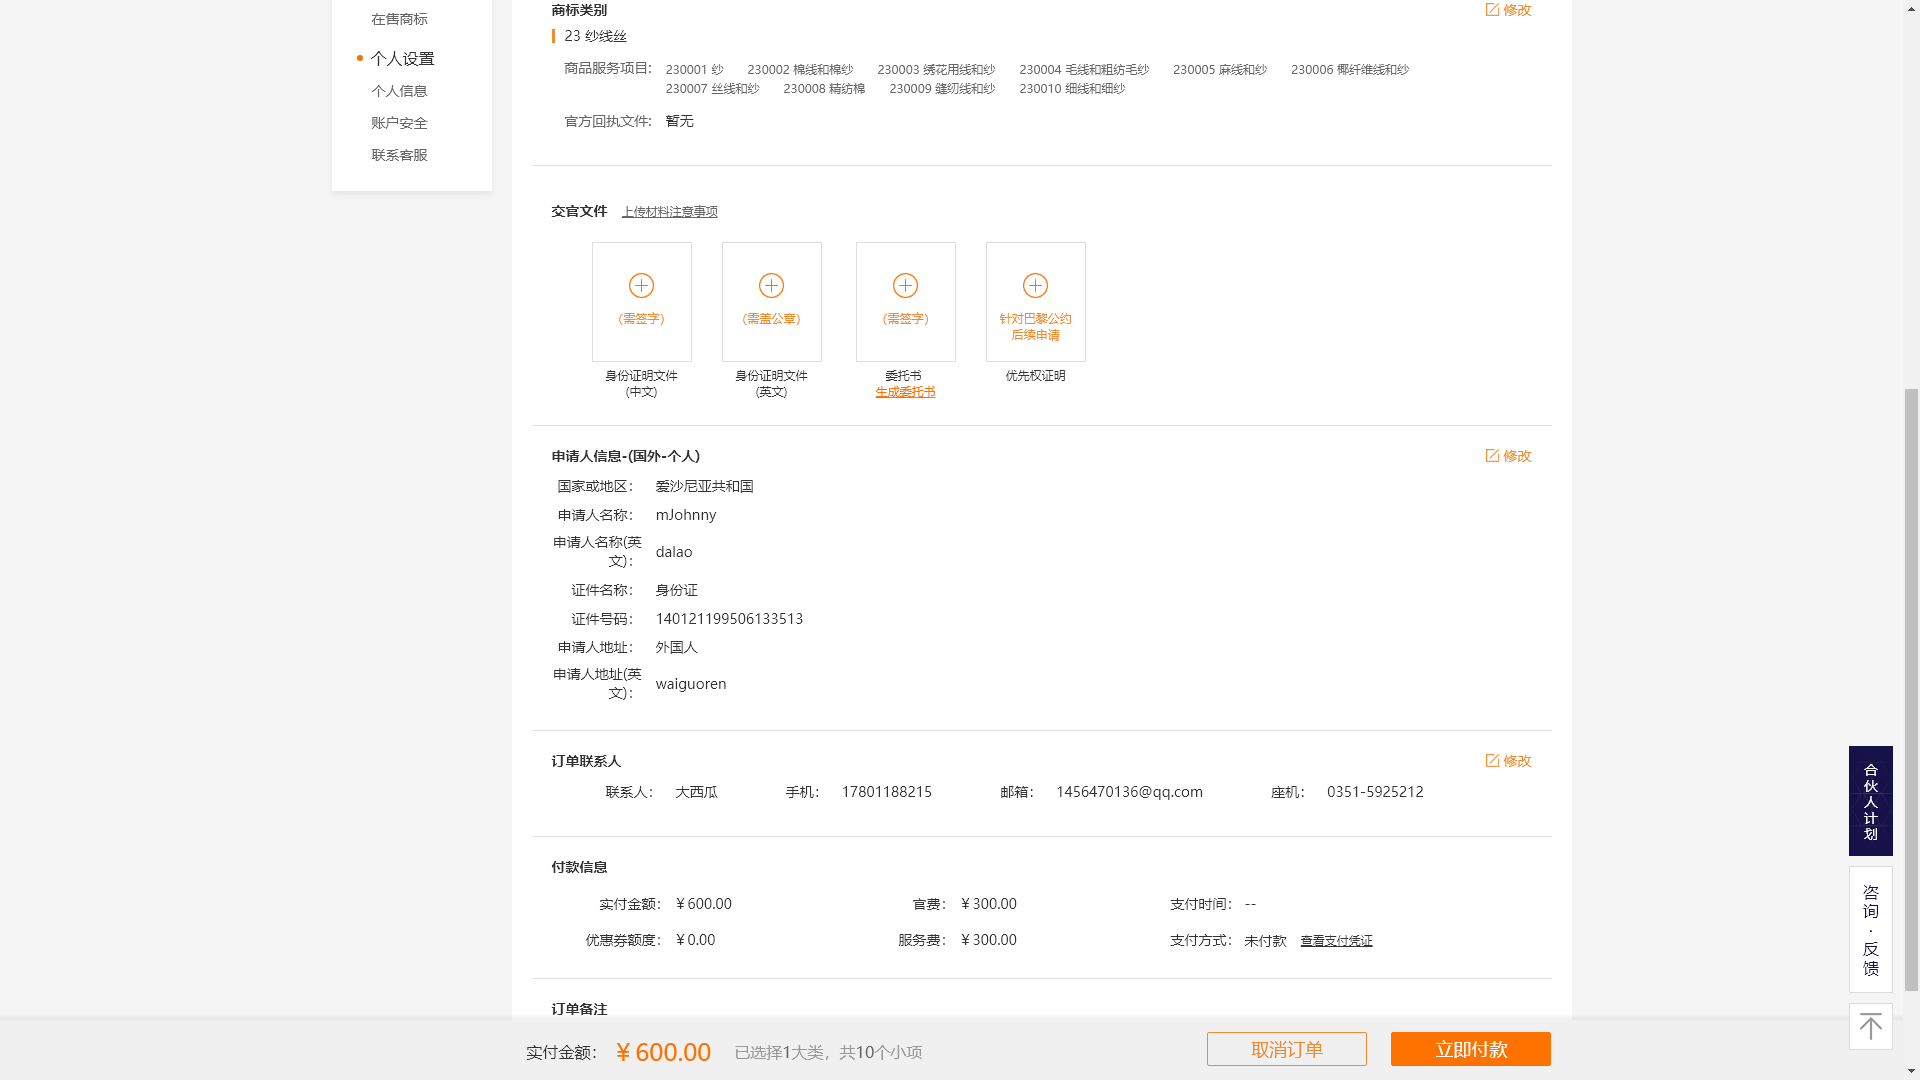 在售商标
个人设置
个人信息
账户安全
联系客服
商标类别
修改
23 纱线丝
商品服务项目: 230001 纱 230002 棉线和棉纱 230003 绣花用线和纱 230004 毛线和粗纺毛纱 230005 麻线和纱 230006 椰纤维线和纱
230007 丝线和纱 230008 精纺棉 230009 缝纫线和纱 230010 细线和细纱
官方回执文件: 暂无
交官文件 上传材料注意事项
(需签字)
身份证明文件
(中文)
(需盖公章)
身份证明文件
(英文)
(需签字)
委托书
生成委托书
针对巴黎公约
后续申请
优先权证明
申请人信息-(国外-个人)
修改
国家或地区： 爱沙尼亚共和国
申请人名称： mJohnny
申请人名称(英文)： dalao
证件名称： 身份证
证件号码： 140121199506133513
申请人地址： 外国人
申请人地址(英文)： waiguoren
订单联系人
修改
联系人： 大西瓜 手机： 17801188215 邮箱： 1456470136@qq.com 座机： 0351-5925212
付款信息
实付金额： ￥600.00 官费： ￥300.00 支付时间： --
优惠券额度： ￥0.00 服务费： ￥300.00 支付方式： 未付款 查看支付凭证
订单备注
实付金额： ￥600.00 已选择1大类，共10个小项
取消订单
立即付款
合伙人计划
咨询·反馈